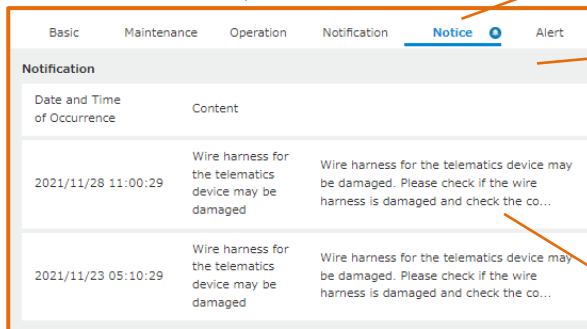 Basic Maintenance Operation Notification Notice Alert
Notification
Date and Time
of Occurrence
Content
2021/11/28 11:00:29
Wire harness for
the telematics
device may be
damaged
Wire harness for the telematics device may
be damaged. Please check if the wire
harness is damaged and check the co...
2021/11/23 05:10:29
Wire harness for
the telematics
device may be
damaged
Wire harness for the telematics device may
be damaged. Please check if the wire
harness is damaged and check the co...